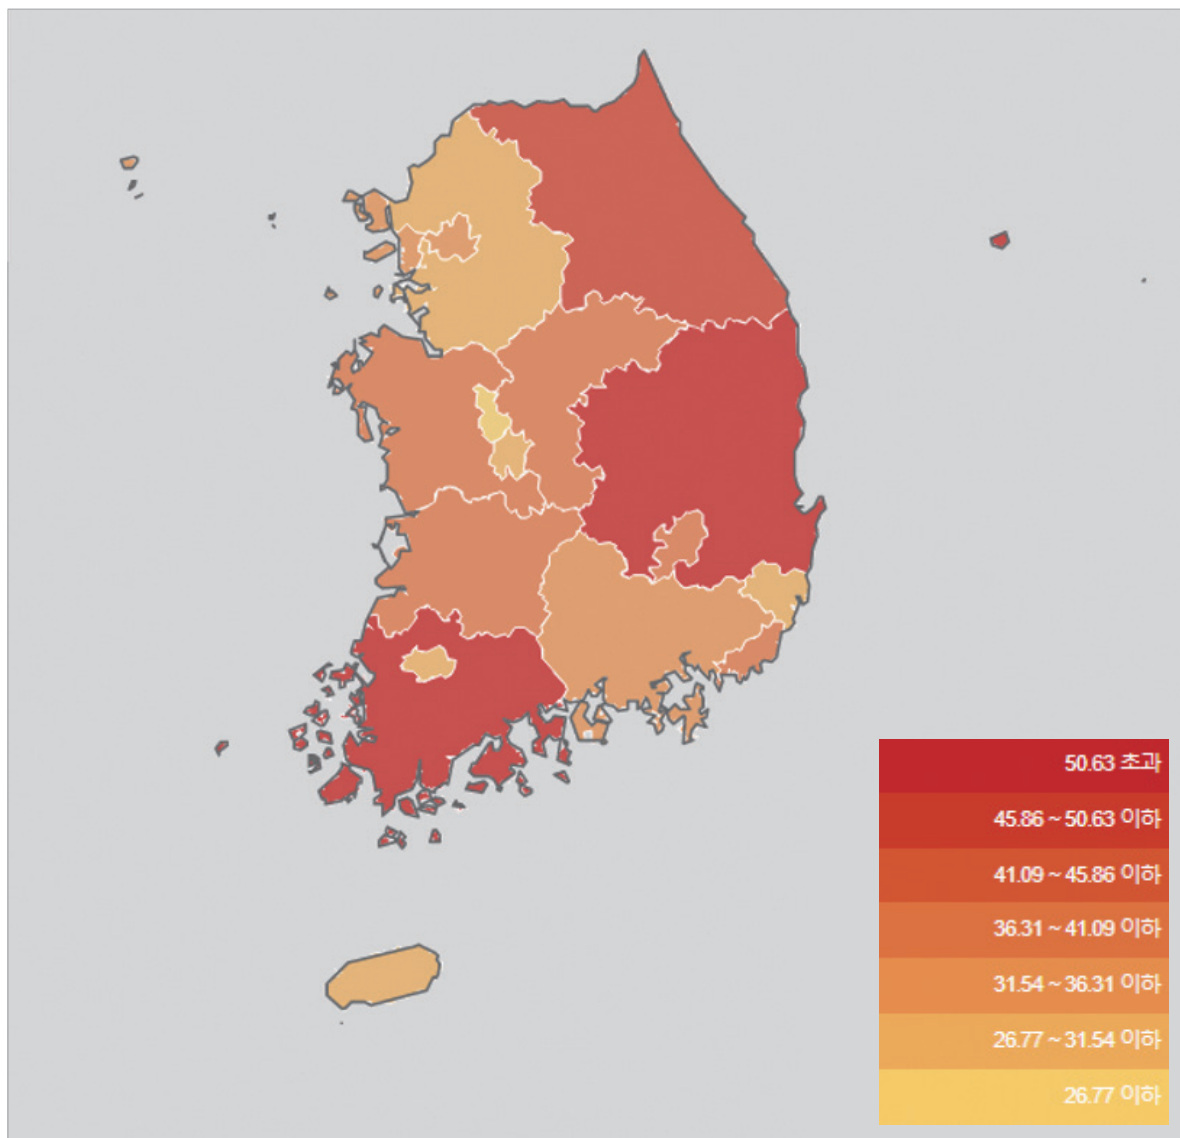 50.63 초과
45.86 ~ 50.63 이하
41.09 ~ 45.86 이하
36.31 ~ 41.09 이하
31.54 ~ 36.31 이하
26.77 ~ 31.54 이하
26.77 이하